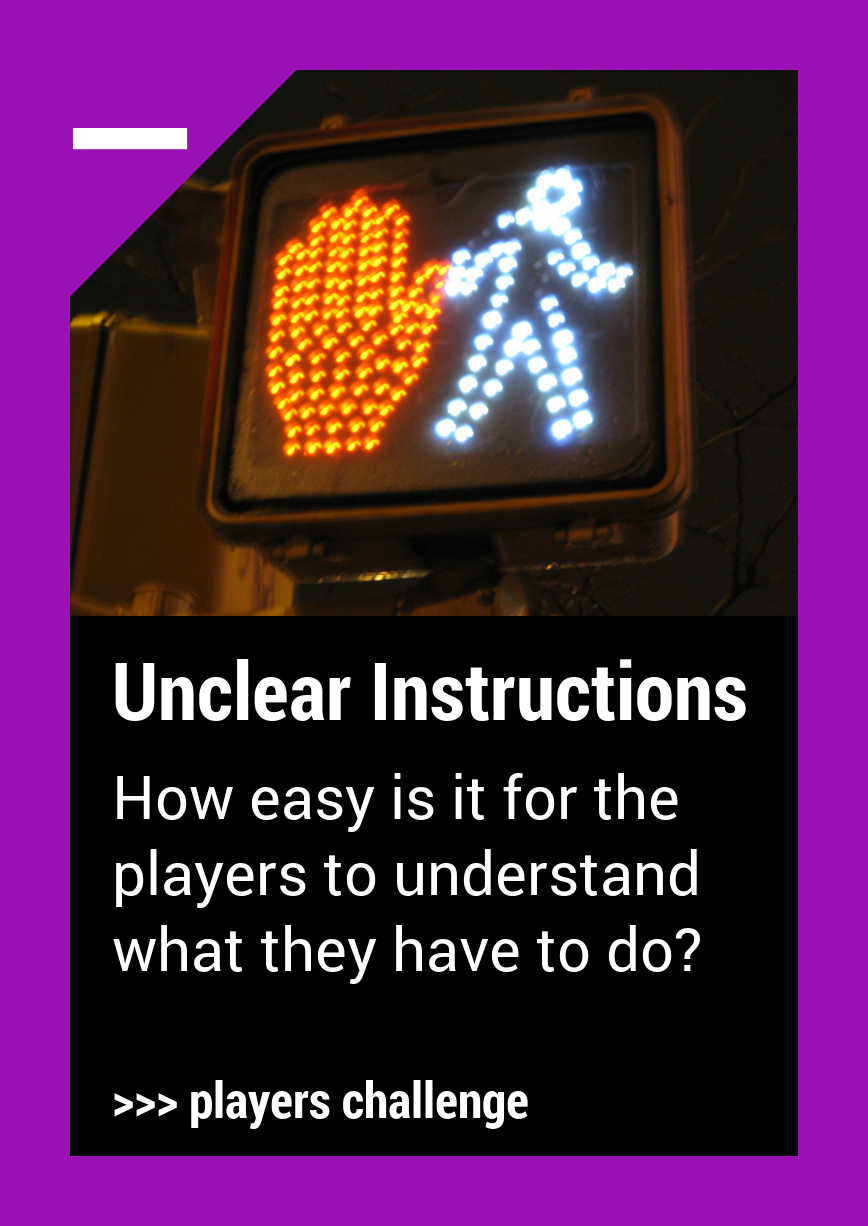 Unclear Instructions
How easy is it for the
players to understand
what they have to do?
>>> players challenge